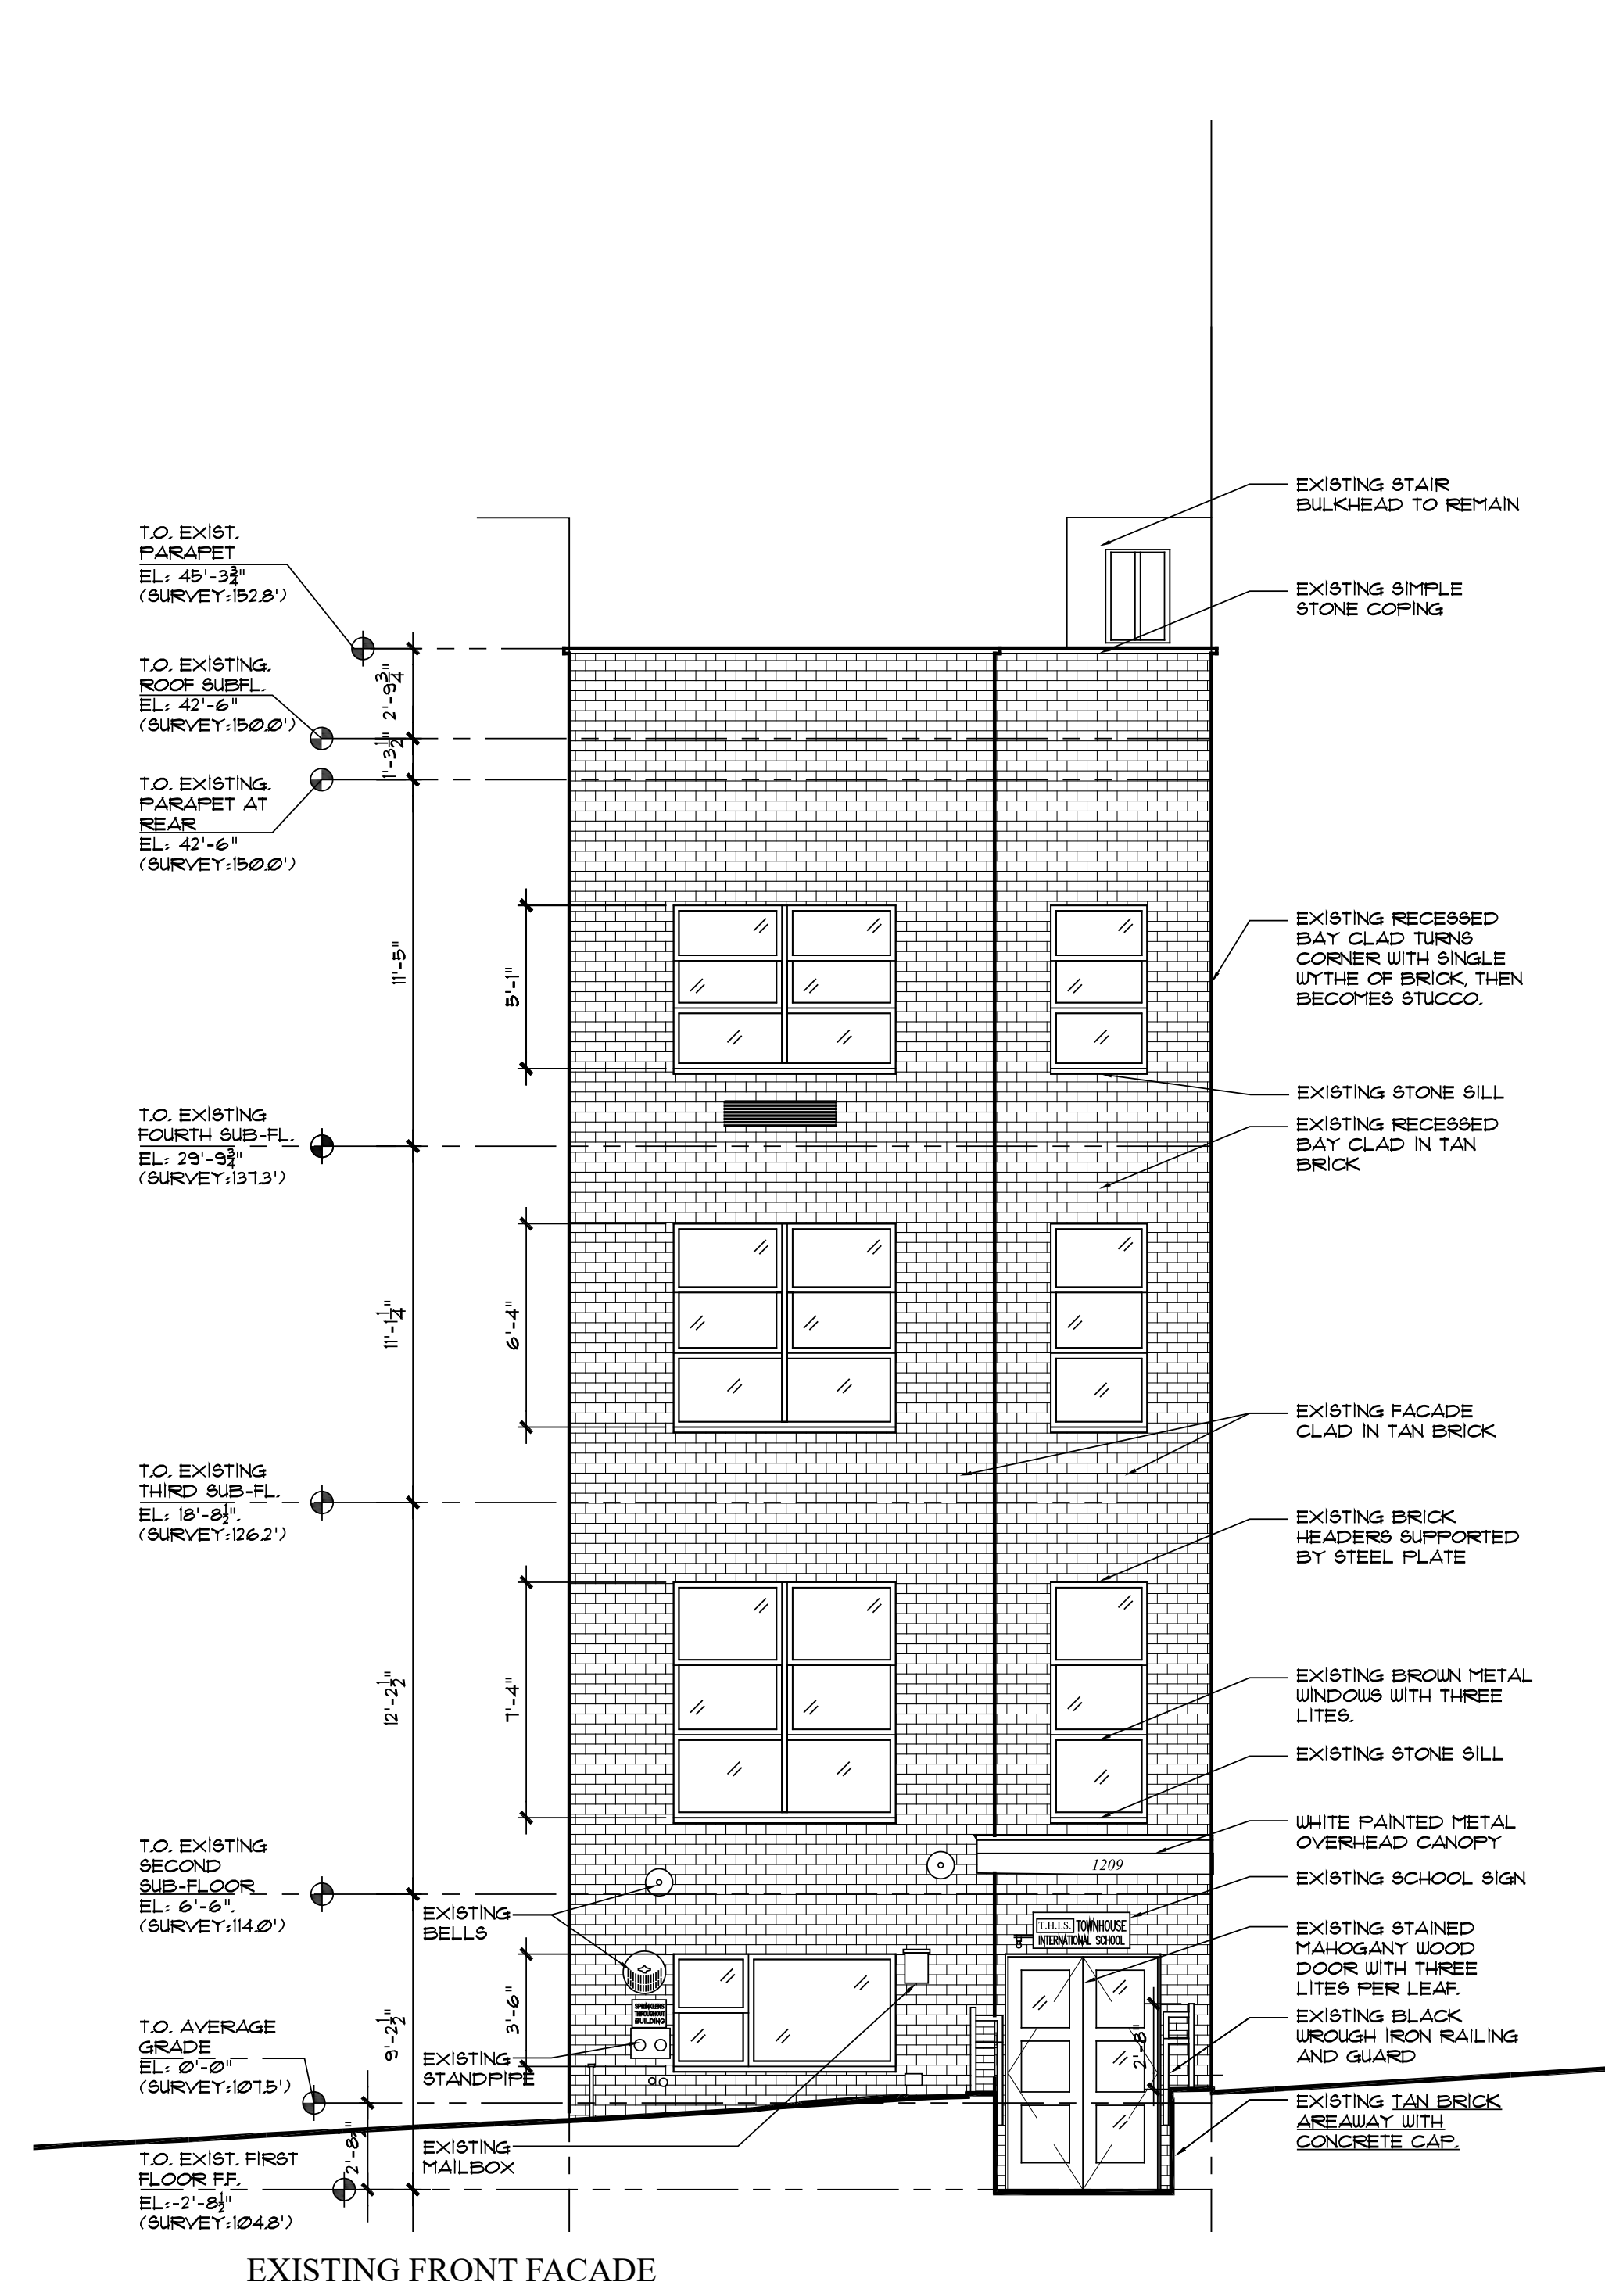 EXISTING STAIR
BULKHEAD TO REMAIN
T.O. EXIST.
PARAPET
EL: 45'-3¾"
(SURVEY:152.8')
EXISTING SIMPLE
STONE COPING
T.O. EXISTING.
ROOF SUBFL.
EL: 42'-6"
(SURVEY:150.0')
2'-9¾"
1'-3½"
T.O. EXISTING.
PARAPET AT
REAR
EL: 42'-6"
(SURVEY:150.0')
11'-5"
5'-1"
EXISTING RECESSED
BAY CLAD TURNS
CORNER WITH SINGLE
WYTHE OF BRICK, THEN
BECOMES STUCCO.
EXISTING STONE SILL
T.O. EXISTING
FOURTH SUB-FL.
EL: 29'-9¾"
(SURVEY:137.3')
EXISTING RECESSED
BAY CLAD IN TAN
BRICK
11'-1¼"
6'-4"
EXISTING FACADE
CLAD IN TAN BRICK
T.O. EXISTING
THIRD SUB-FL.
EL: 18'-8½".
(SURVEY:126.2')
EXISTING BRICK
HEADERS SUPPORTED
BY STEEL PLATE
12'-2½"
7'-4"
EXISTING BROWN METAL
WINDOWS WITH THREE
LITES.
EXISTING STONE SILL
WHITE PAINTED METAL
OVERHEAD CANOPY
1209
T.O. EXISTING
SECOND
SUB-FLOOR
EL: 6'-6".
(SURVEY:114.0')
EXISTING SCHOOL SIGN
EXISTING
BELLS
T.H.I.S. TOWNHOUSE
INTERNATIONAL SCHOOL
EXISTING STAINED
MAHOGANY WOOD
DOOR WITH THREE
LITES PER LEAF.
SPRINKLERS
THROUGHOUT
BUILDING
9'-2½"
3'-6"
2'-8"
T.O. AVERAGE
GRADE
EL: 0'-0"
(SURVEY:107.5')
EXISTING
STANDPIPE
EXISTING BLACK
WROUGH IRON RAILING
AND GUARD
EXISTING TAN BRICK
AREAWAY WITH
CONCRETE CAP.
EXISTING
MAILBOX
2'-8½"
T.O. EXIST. FIRST
FLOOR F.F.
EL:-2'-8½"
(SURVEY:104.8')
EXISTING FRONT FACADE